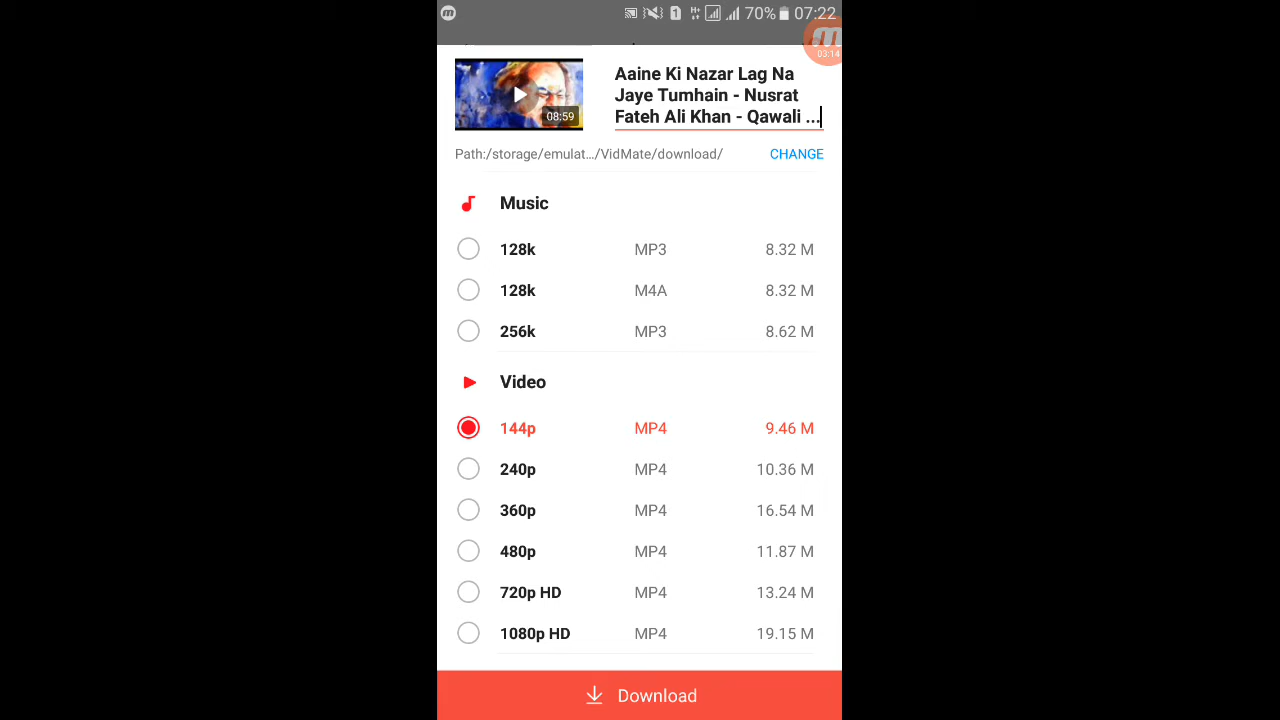 70% 07:22
03:14
08:59
Aaine Ki Nazar Lag Na
Jaye Tumhain - Nusrat
Fateh Ali Khan - Qawali ...
Path:/storage/emulat.../VidMate/download/ CHANGE
Music
128k MP3 8.32 M
128k M4A 8.32 M
256k MP3 8.62 M
Video
144p MP4 9.46 M
240p MP4 10.36 M
360p MP4 16.54 M
480p MP4 11.87 M
720p HD MP4 13.24 M
1080p HD MP4 19.15 M
Download